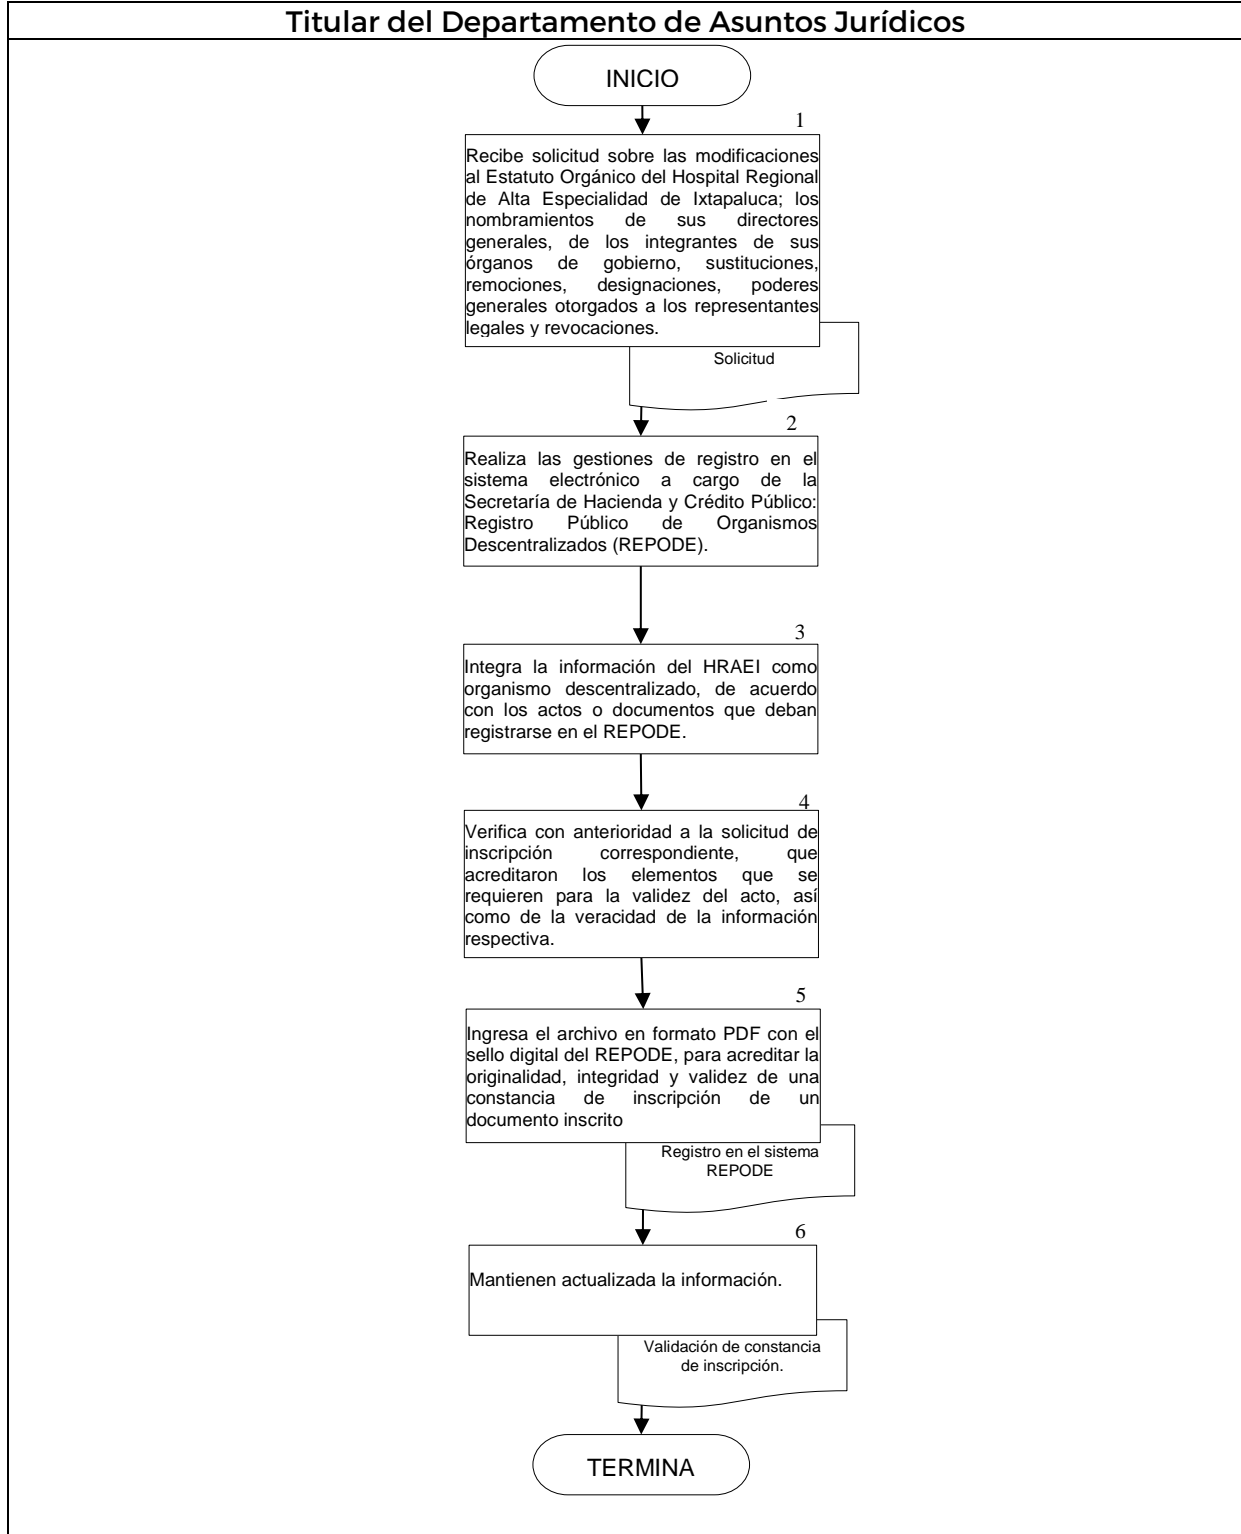 Titular del Departamento de Asuntos Jurídicos
INICIO
1
Recibe solicitud sobre las modificaciones
al Estatuto Orgánico del Hospital Regional
de Alta Especialidad de Ixtapaluca; los
nombramientos de sus directores
generales, de los integrantes de sus
órganos de gobierno, sustituciones,
remociones, designaciones, poderes
generales otorgados a los representantes
legales y revocaciones.
Solicitud
2
Realiza las gestiones de registro en el
sistema electrónico a cargo de la
Secretaría de Hacienda y Crédito Público:
Registro Público de Organismos
Descentralizados (REPODE).
3
Integra la información del HRAEI como
organismo descentralizado, de acuerdo
con los actos o documentos que deban
registrarse en el REPODE.
4
Verifica con anterioridad a la solicitud de
inscripción correspondiente, que
acreditaron los elementos que se
requieren para la validez del acto, así
como de la veracidad de la información
respectiva.
5
Ingresa el archivo en formato PDF con el
sello digital del REPODE, para acreditar la
originalidad, integridad y validez de una
constancia de inscripción de un
documento inscrito
Registro en el sistema
REPODE
6
Mantienen actualizada la información.
Validación de constancia
de inscripción.
TERMINA